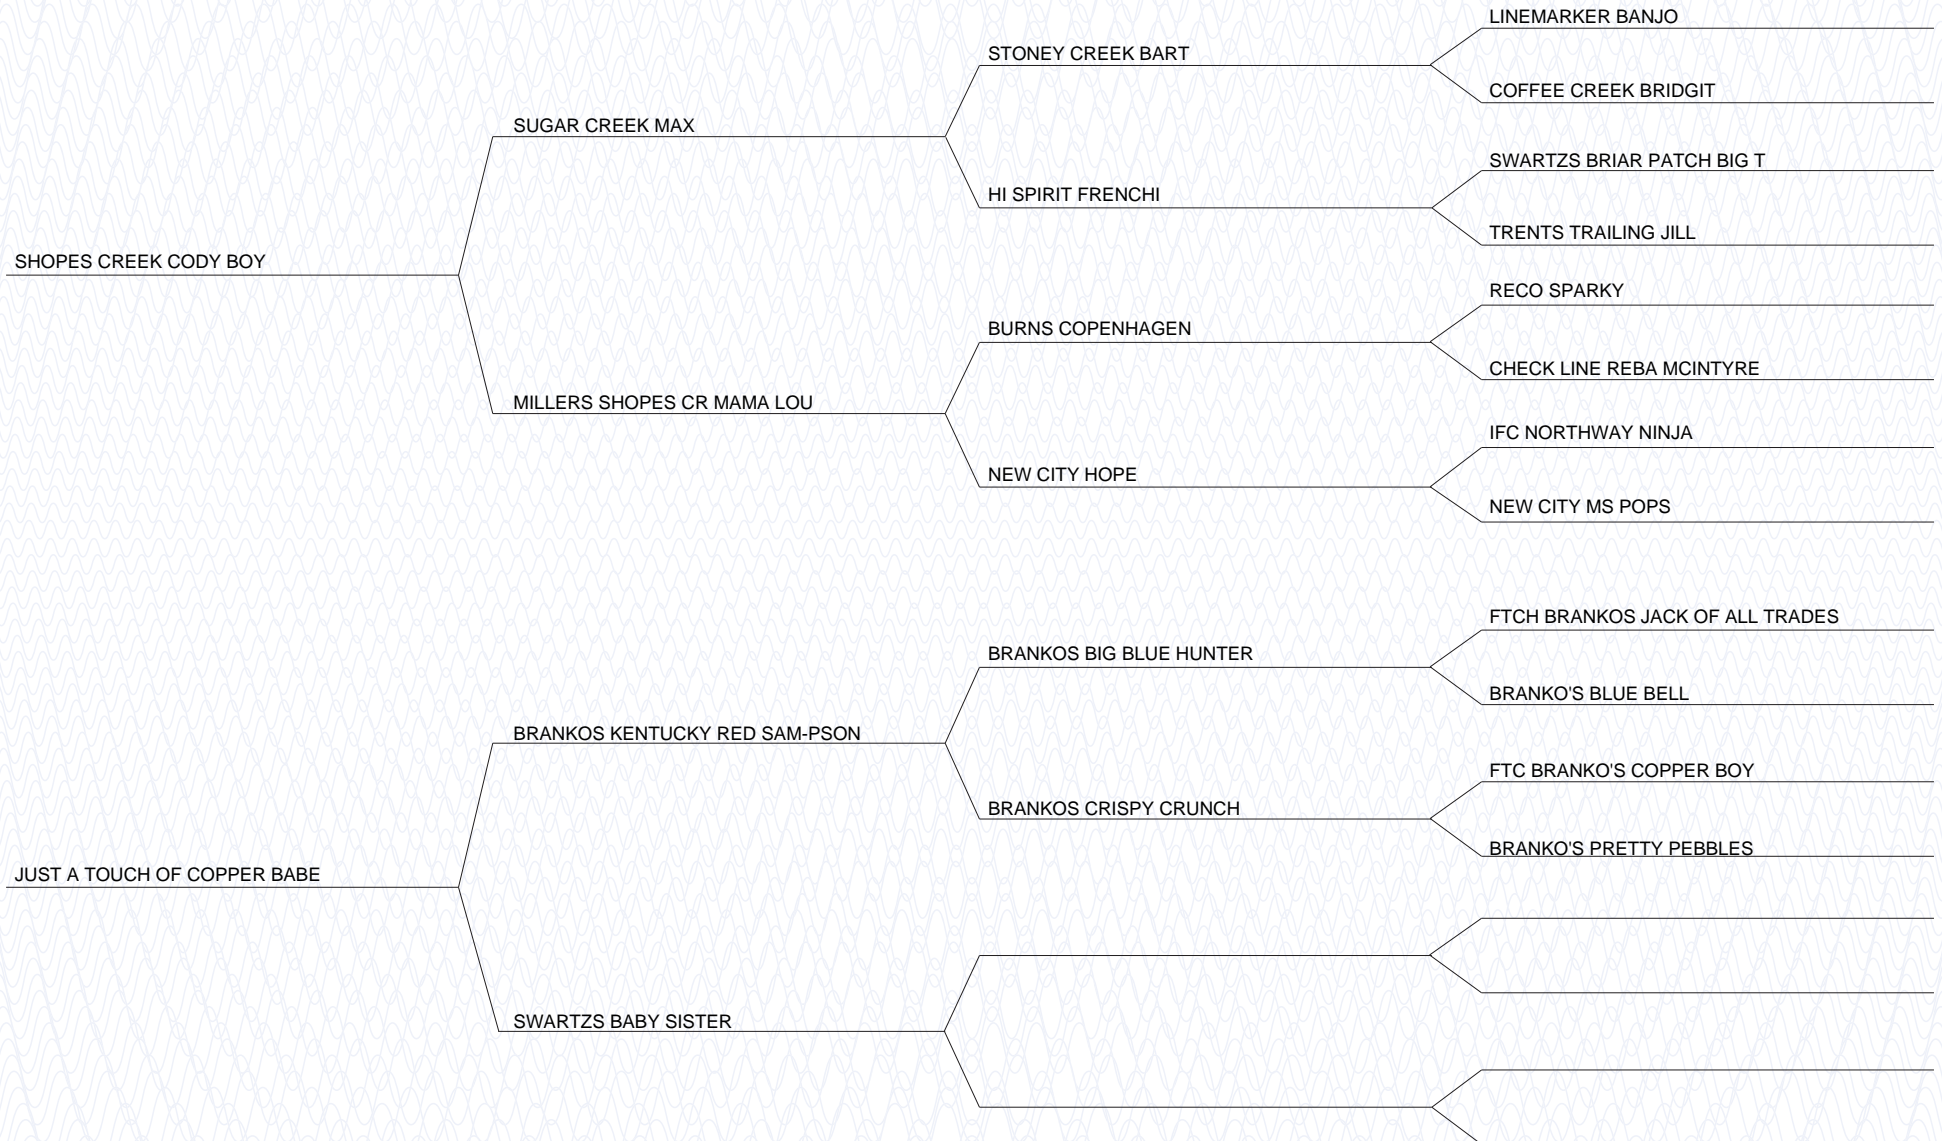 LINEMARKER BANJO
STONEY CREEK BART
COFFEE CREEK BRIDGIT
SUGAR CREEK MAX
SWARTZS BRIAR PATCH BIG T
HI SPIRIT FRENCHI
TRENTS TRAILING JILL
SHOPES CREEK CODY BOY
RECO SPARKY
BURNS COPENHAGEN
CHECK LINE REBA MCINTYRE
MILLERS SHOPES CR MAMA LOU
IFC NORTHWAY NINJA
NEW CITY HOPE
NEW CITY MS POPS
FTCH BRANKOS JACK OF ALL TRADES
BRANKOS BIG BLUE HUNTER
BRANKO'S BLUE BELL
BRANKOS KENTUCKY RED SAM-PSON
FTC BRANKO'S COPPER BOY
BRANKOS CRISPY CRUNCH
BRANKO'S PRETTY PEBBLES
JUST A TOUCH OF COPPER BABE
SWARTZS BABY SISTER